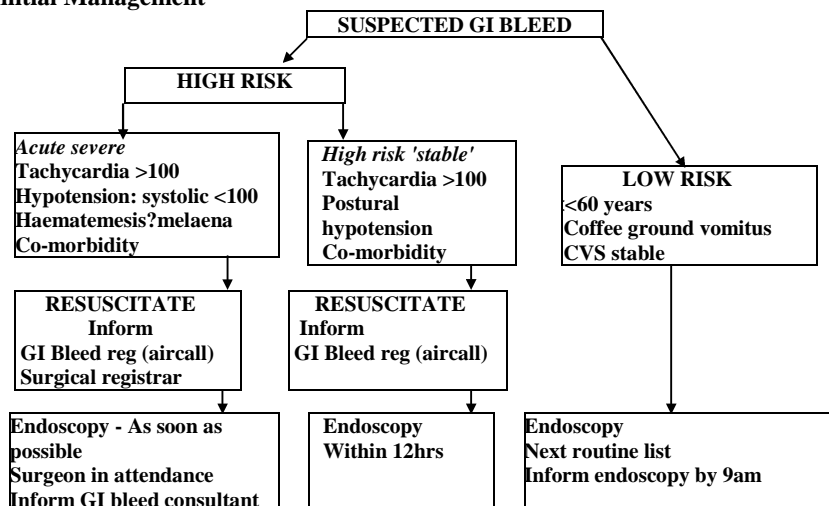 Initial Management
SUSPECTED GI BLEED
HIGH RISK
Acute severe
Tachycardia >100
Hypotension: systolic <100
Haematemesis?melaena
Co-morbidity
High risk 'stable'
Tachycardia >100
Postural
hypotension
Co-morbidity
LOW RISK
<60 years
Coffee ground vomitus
CVS stable
RESUSCITATE
Inform
GI Bleed reg (aircall)
Surgical registrar
RESUSCITATE
Inform
GI Bleed reg (aircall)
Endoscopy - As soon as
possible
Surgeon in attendance
Inform GI bleed consultant
Endoscopy
Within 12hrs
Endoscopy
Next routine list
Inform endoscopy by 9am